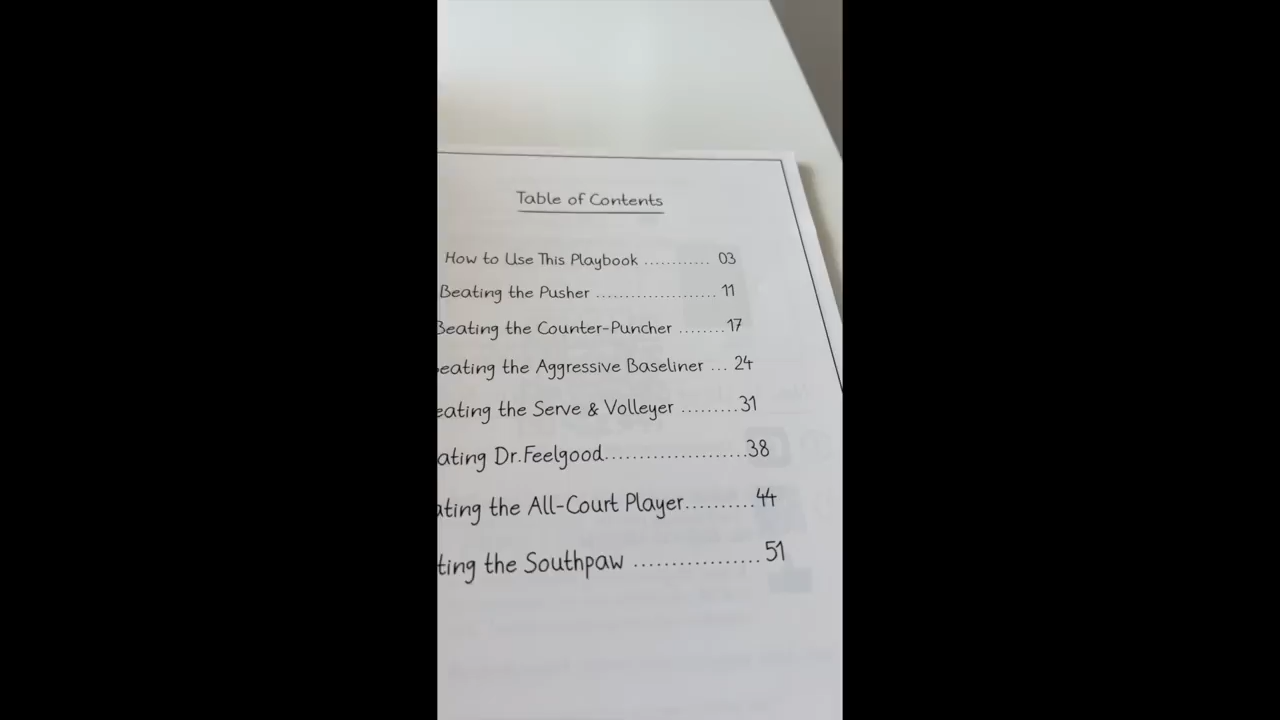 Table of Contents
How to Use This Playbook ............ 03
Beating the Pusher ..................... 11
Beating the Counter-Puncher ........ 17
eating the Aggressive Baseliner ... 24
eating the Serve & Volleyer ......... 31
ating Dr.Feelgood..................... 38
ating the All-Court Player.......... 44
ting the Southpaw .................. 51